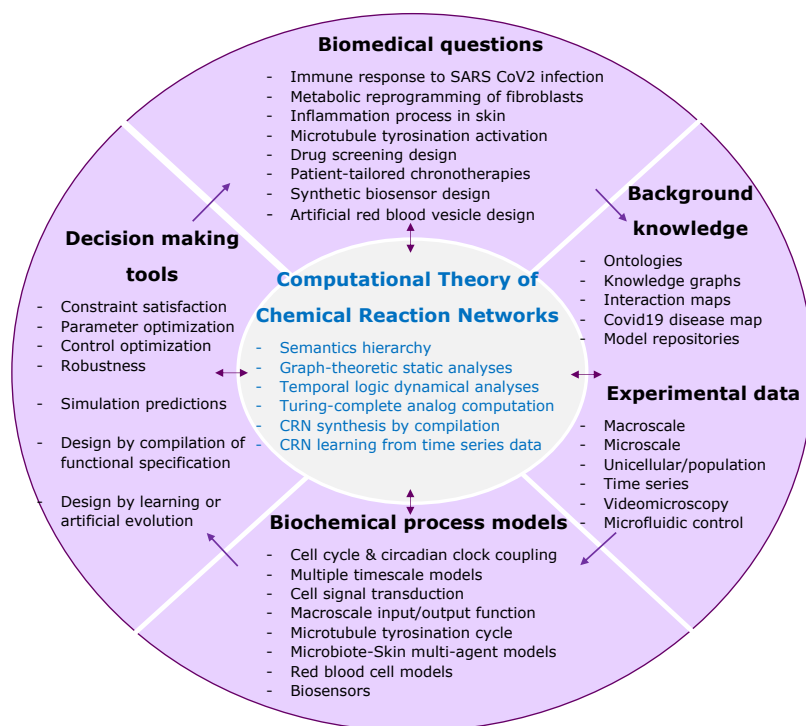 Biomedical questions
- Immune response to SARS CoV2 infection
- Metabolic reprogramming of fibroblasts
- Inflammation process in skin
- Microtubule tyrosination activation
- Drug screening design
- Patient-tailored chronotherapies
- Synthetic biosensor design
- Artificial red blood vesicle design
Background
knowledge
- Ontologies
- Knowledge graphs
- Interaction maps
- Covid19 disease map
- Model repositories
Experimental data
- Macroscale
- Microscale
- Unicellular/population
- Time series
- Videomicroscopy
- Microfluidic control
Decision making
tools
- Constraint satisfaction
- Parameter optimization
- Control optimization
- Robustness
- Simulation predictions
- Design by compilation of
functional specification
- Design by learning or
artificial evolution
Computational Theory of
Chemical Reaction Networks
- Semantics hierarchy
- Graph-theoretic static analyses
- Temporal logic dynamical analyses
- Turing-complete analog computation
- CRN synthesis by compilation
- CRN learning from time series data
Biochemical process models
- Cell cycle & circadian clock coupling
- Multiple timescale models
- Cell signal transduction
- Macroscale input/output function
- Microtubule tyrosination cycle
- Microbiote-Skin multi-agent models
- Red blood cell models
- Biosensors